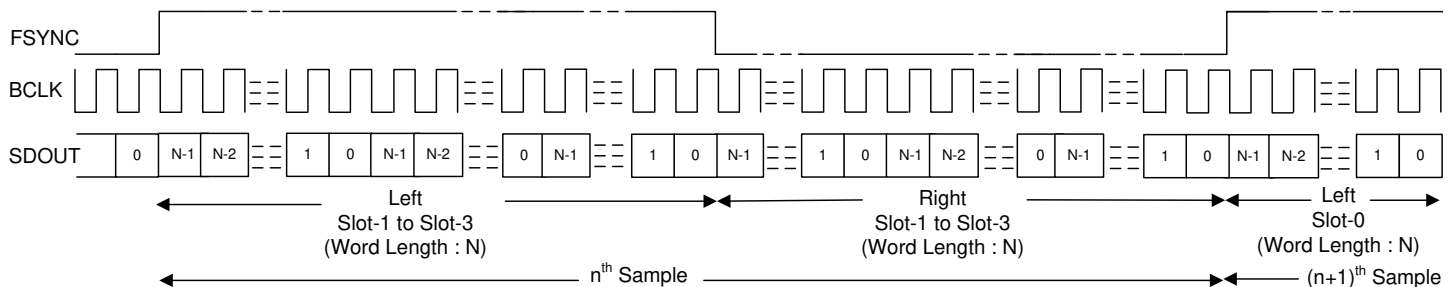 FSYNC
BCLK
SDOUT
0 N-1 N-2 1 0 N-1 N-2 0 N-1 1 0 N-1 1 0 N-1 N-2 0 N-1 1 0 N-1 N-2 1 0
Left
Slot-1 to Slot-3
(Word Length : N)
Right
Slot-1 to Slot-3
(Word Length : N)
Left
Slot-0
(Word Length : N)
nth Sample
(n+1)th Sample